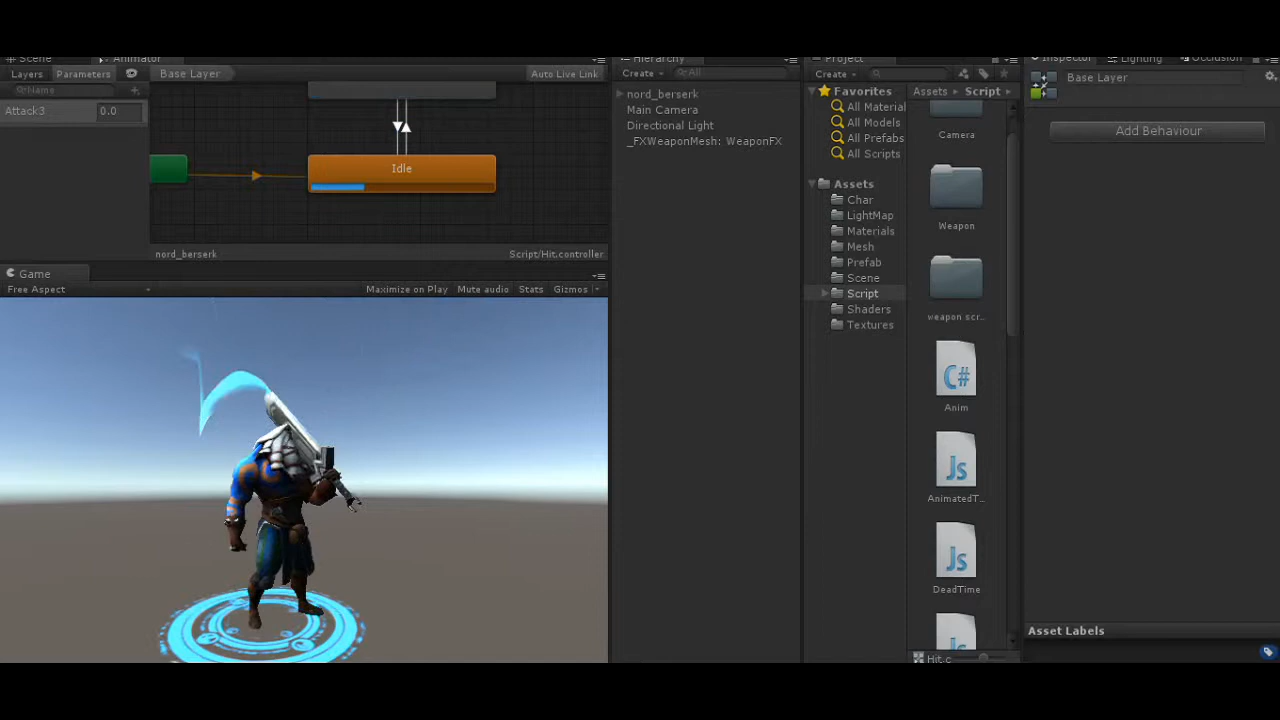 Scene
Animator
Layers
Parameters
Base Layer
Auto Live Link
Name
Attack3
0.0
Idle
nord_berserk
Script/Hit.controller
Game
Free Aspect
Maximize on Play
Mute audio
Stats
Gizmos
Hierarchy
Create
All
nord_berserk
Main Camera
Directional Light
_FXWeaponMesh: WeaponFX
Project
Create
Favorites
All Material
All Models
All Prefabs
All Scripts
Assets
Char
LightMap
Materials
Mesh
Prefab
Scene
Script
Shaders
Textures
Assets
Script
Camera
Weapon
weapon scr..
C#
Anim
Js
AnimatedT...
Js
DeadTime
Js
Hit.c
Inspector
Lighting
Occlusion
Base Layer
Add Behaviour
Asset Labels